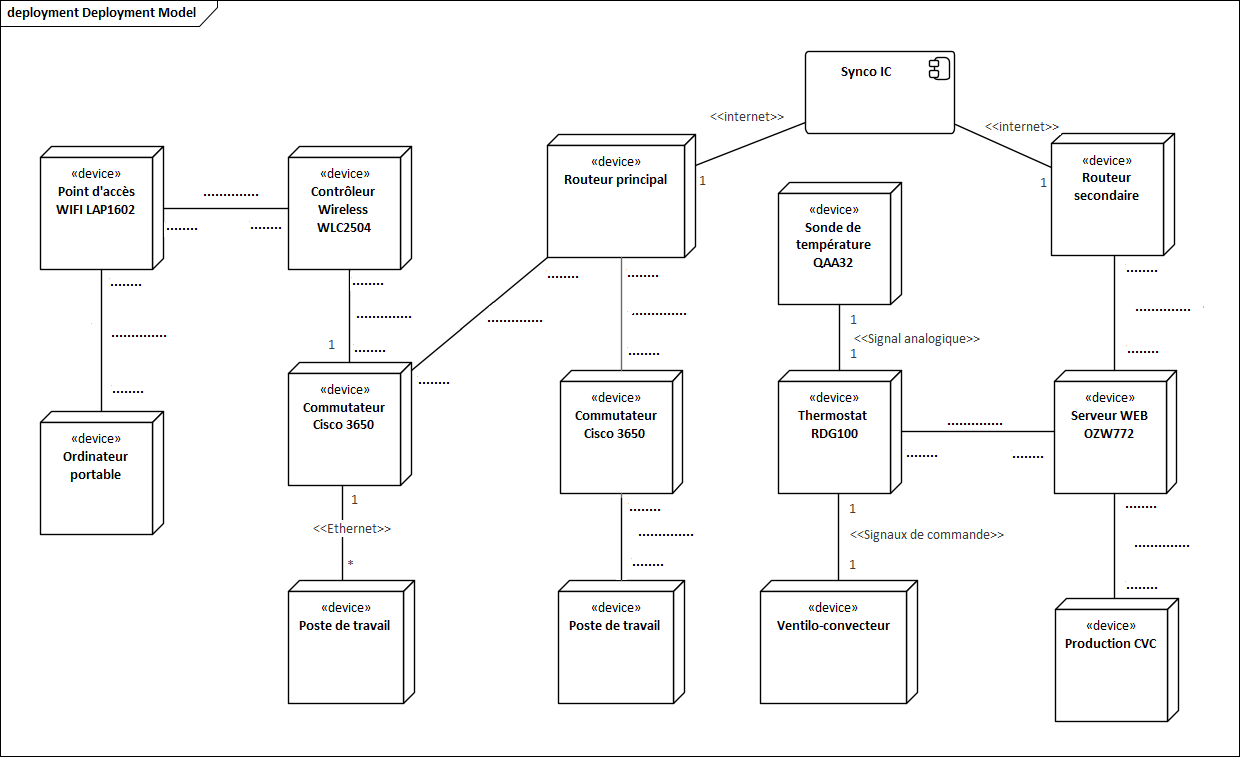 deployment Deployment Model
Synco IC
<<internet>>
<<internet>>
«device»
Point d'accès
WIFI LAP1602
..............
........
........
«device»
Contrôleur
Wireless
WLC2504
«device»
Routeur principal
1
«device»
Routeur
secondaire
1
«device»
Sonde de
température
QAA32
........
..............
........
........
..............
1
........
........
..............
........
........
..............
........
1
<<Signal analogique>>
1
........
..............
........
«device»
Ordinateur
portable
«device»
Commutateur
Cisco 3650
«device»
Commutateur
Cisco 3650
«device»
Thermostat
RDG100
..............
........
........
«device»
Serveur WEB
OZW772
1
<<Ethernet>>
*
........
..............
........
1
<<Signaux de commande>>
1
........
..............
........
«device»
Poste de travail
«device»
Poste de travail
«device»
Ventilo-convecteur
«device»
Production CVC